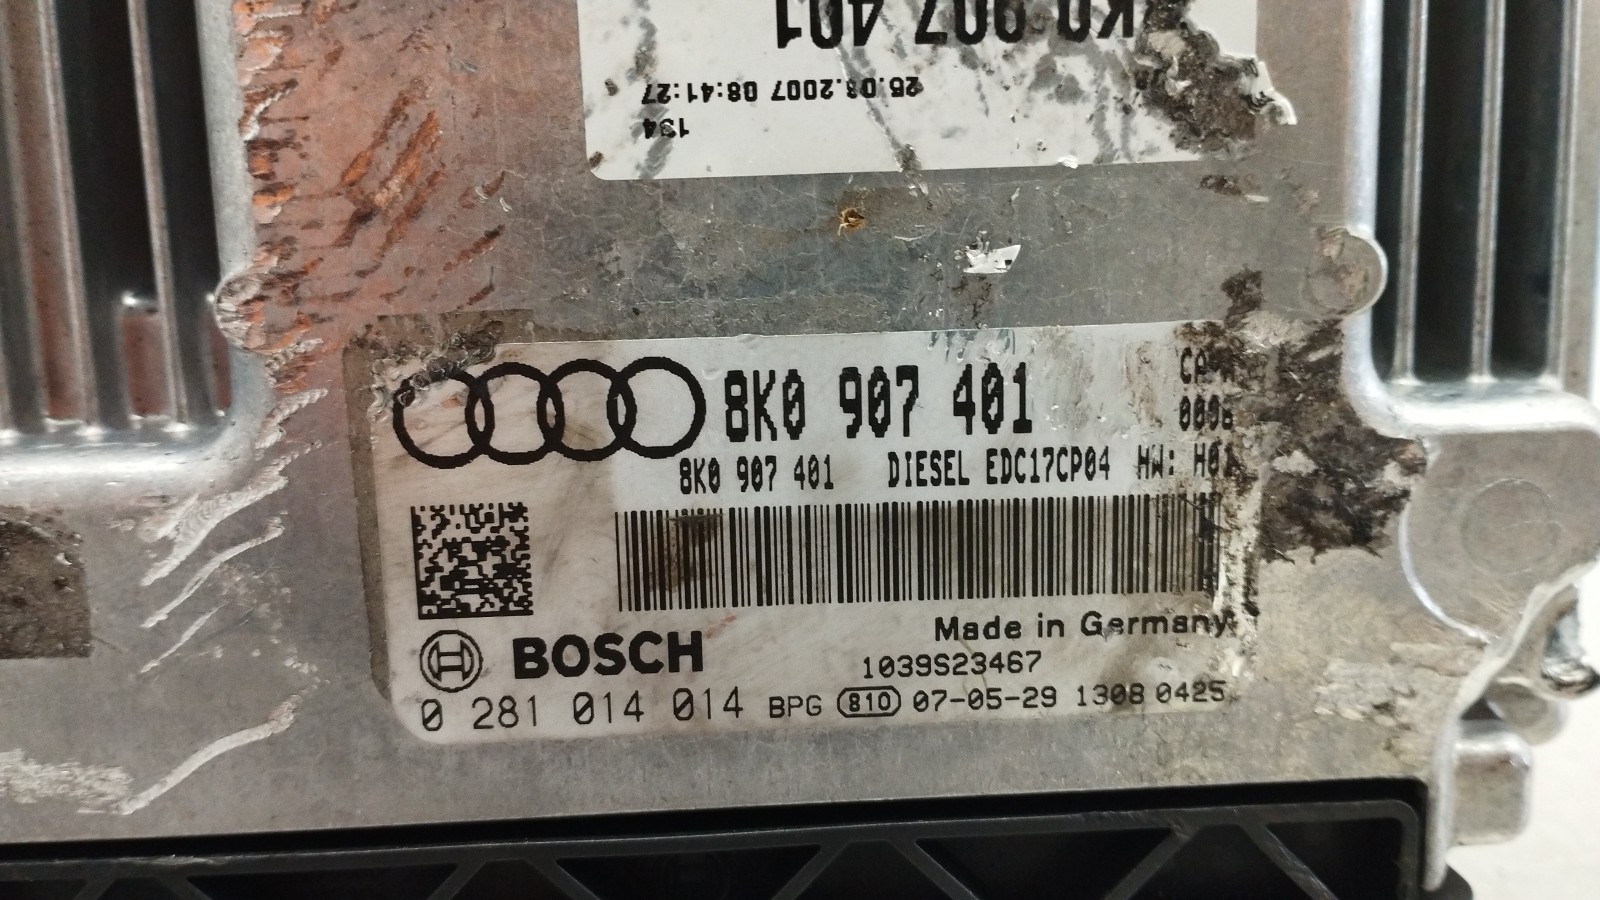 907 401
25.08.2007 08:41:27
134
8K0 907 401
0008
8K0 907 401 DIESEL EDC17CP04 HW: H01
Made in Germany
BOSCH
1039S23467
0 281 014 014 BPG 810 07-05-29 1308 0425